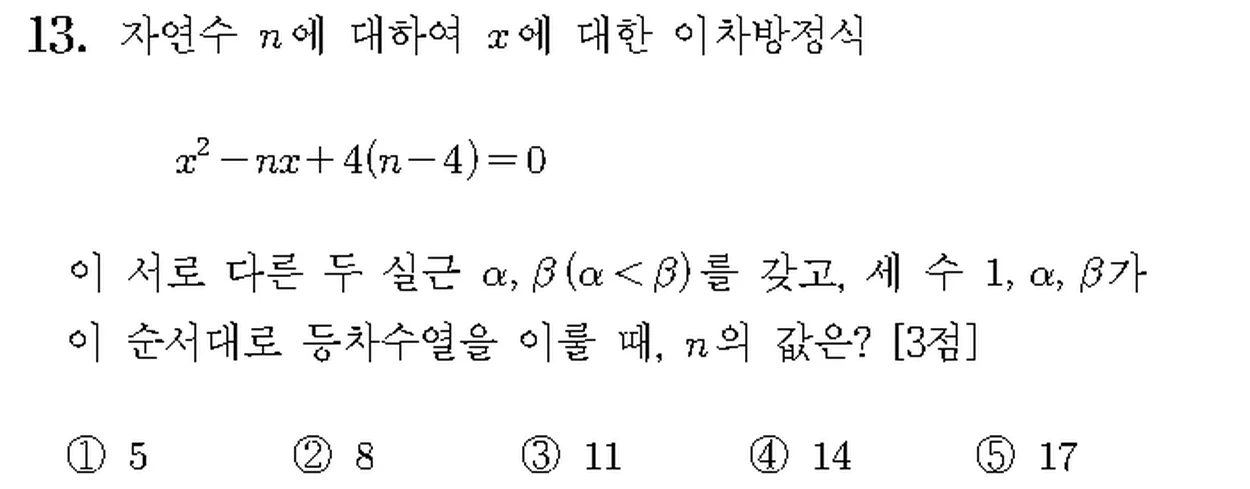 13. 자연수 n에 대하여 x에 대한 이차방정식
x² − nx + 4(n − 4) = 0
이 서로 다른 두 실근 α, β(α < β)를 갖고, 세 수 1, α, β가
이 순서대로 등차수열을 이룰 때, n의 값은? [3점]
① 5 ② 8 ③ 11 ④ 14 ⑤ 17